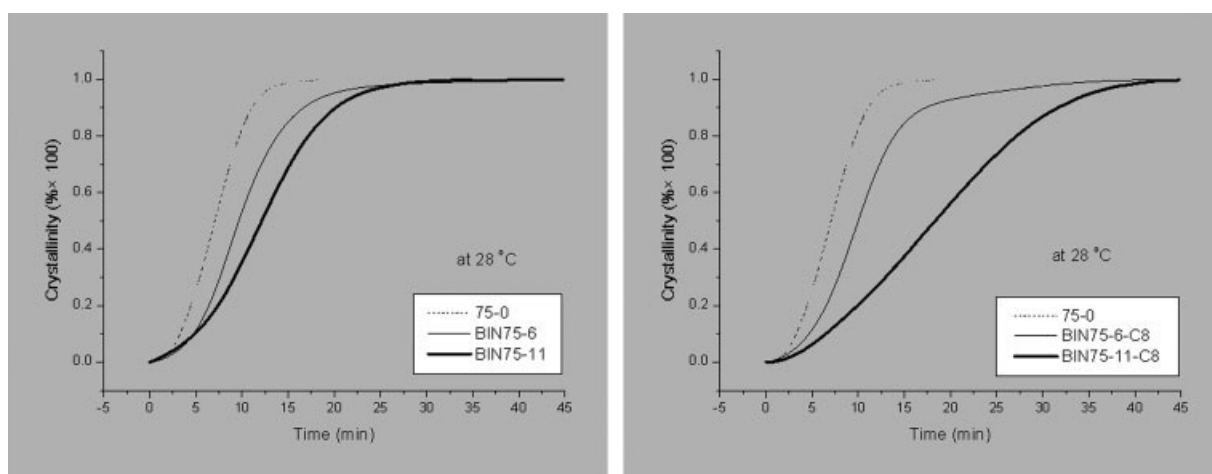 Crystallinity (%× 100)
1.0
0.8
0.6
0.4
0.2
0.0
at 28 °C
75-0
BIN75-6
BIN75-11
-5 0 5 10 15 20 25 30 35 40 45
Time (min)
Crystallinity (%× 100)
1.0
0.8
0.6
0.4
0.2
0.0
at 28 °C
75-0
BIN75-6-C8
BIN75-11-C8
-5 0 5 10 15 20 25 30 35 40 45
Time (min)